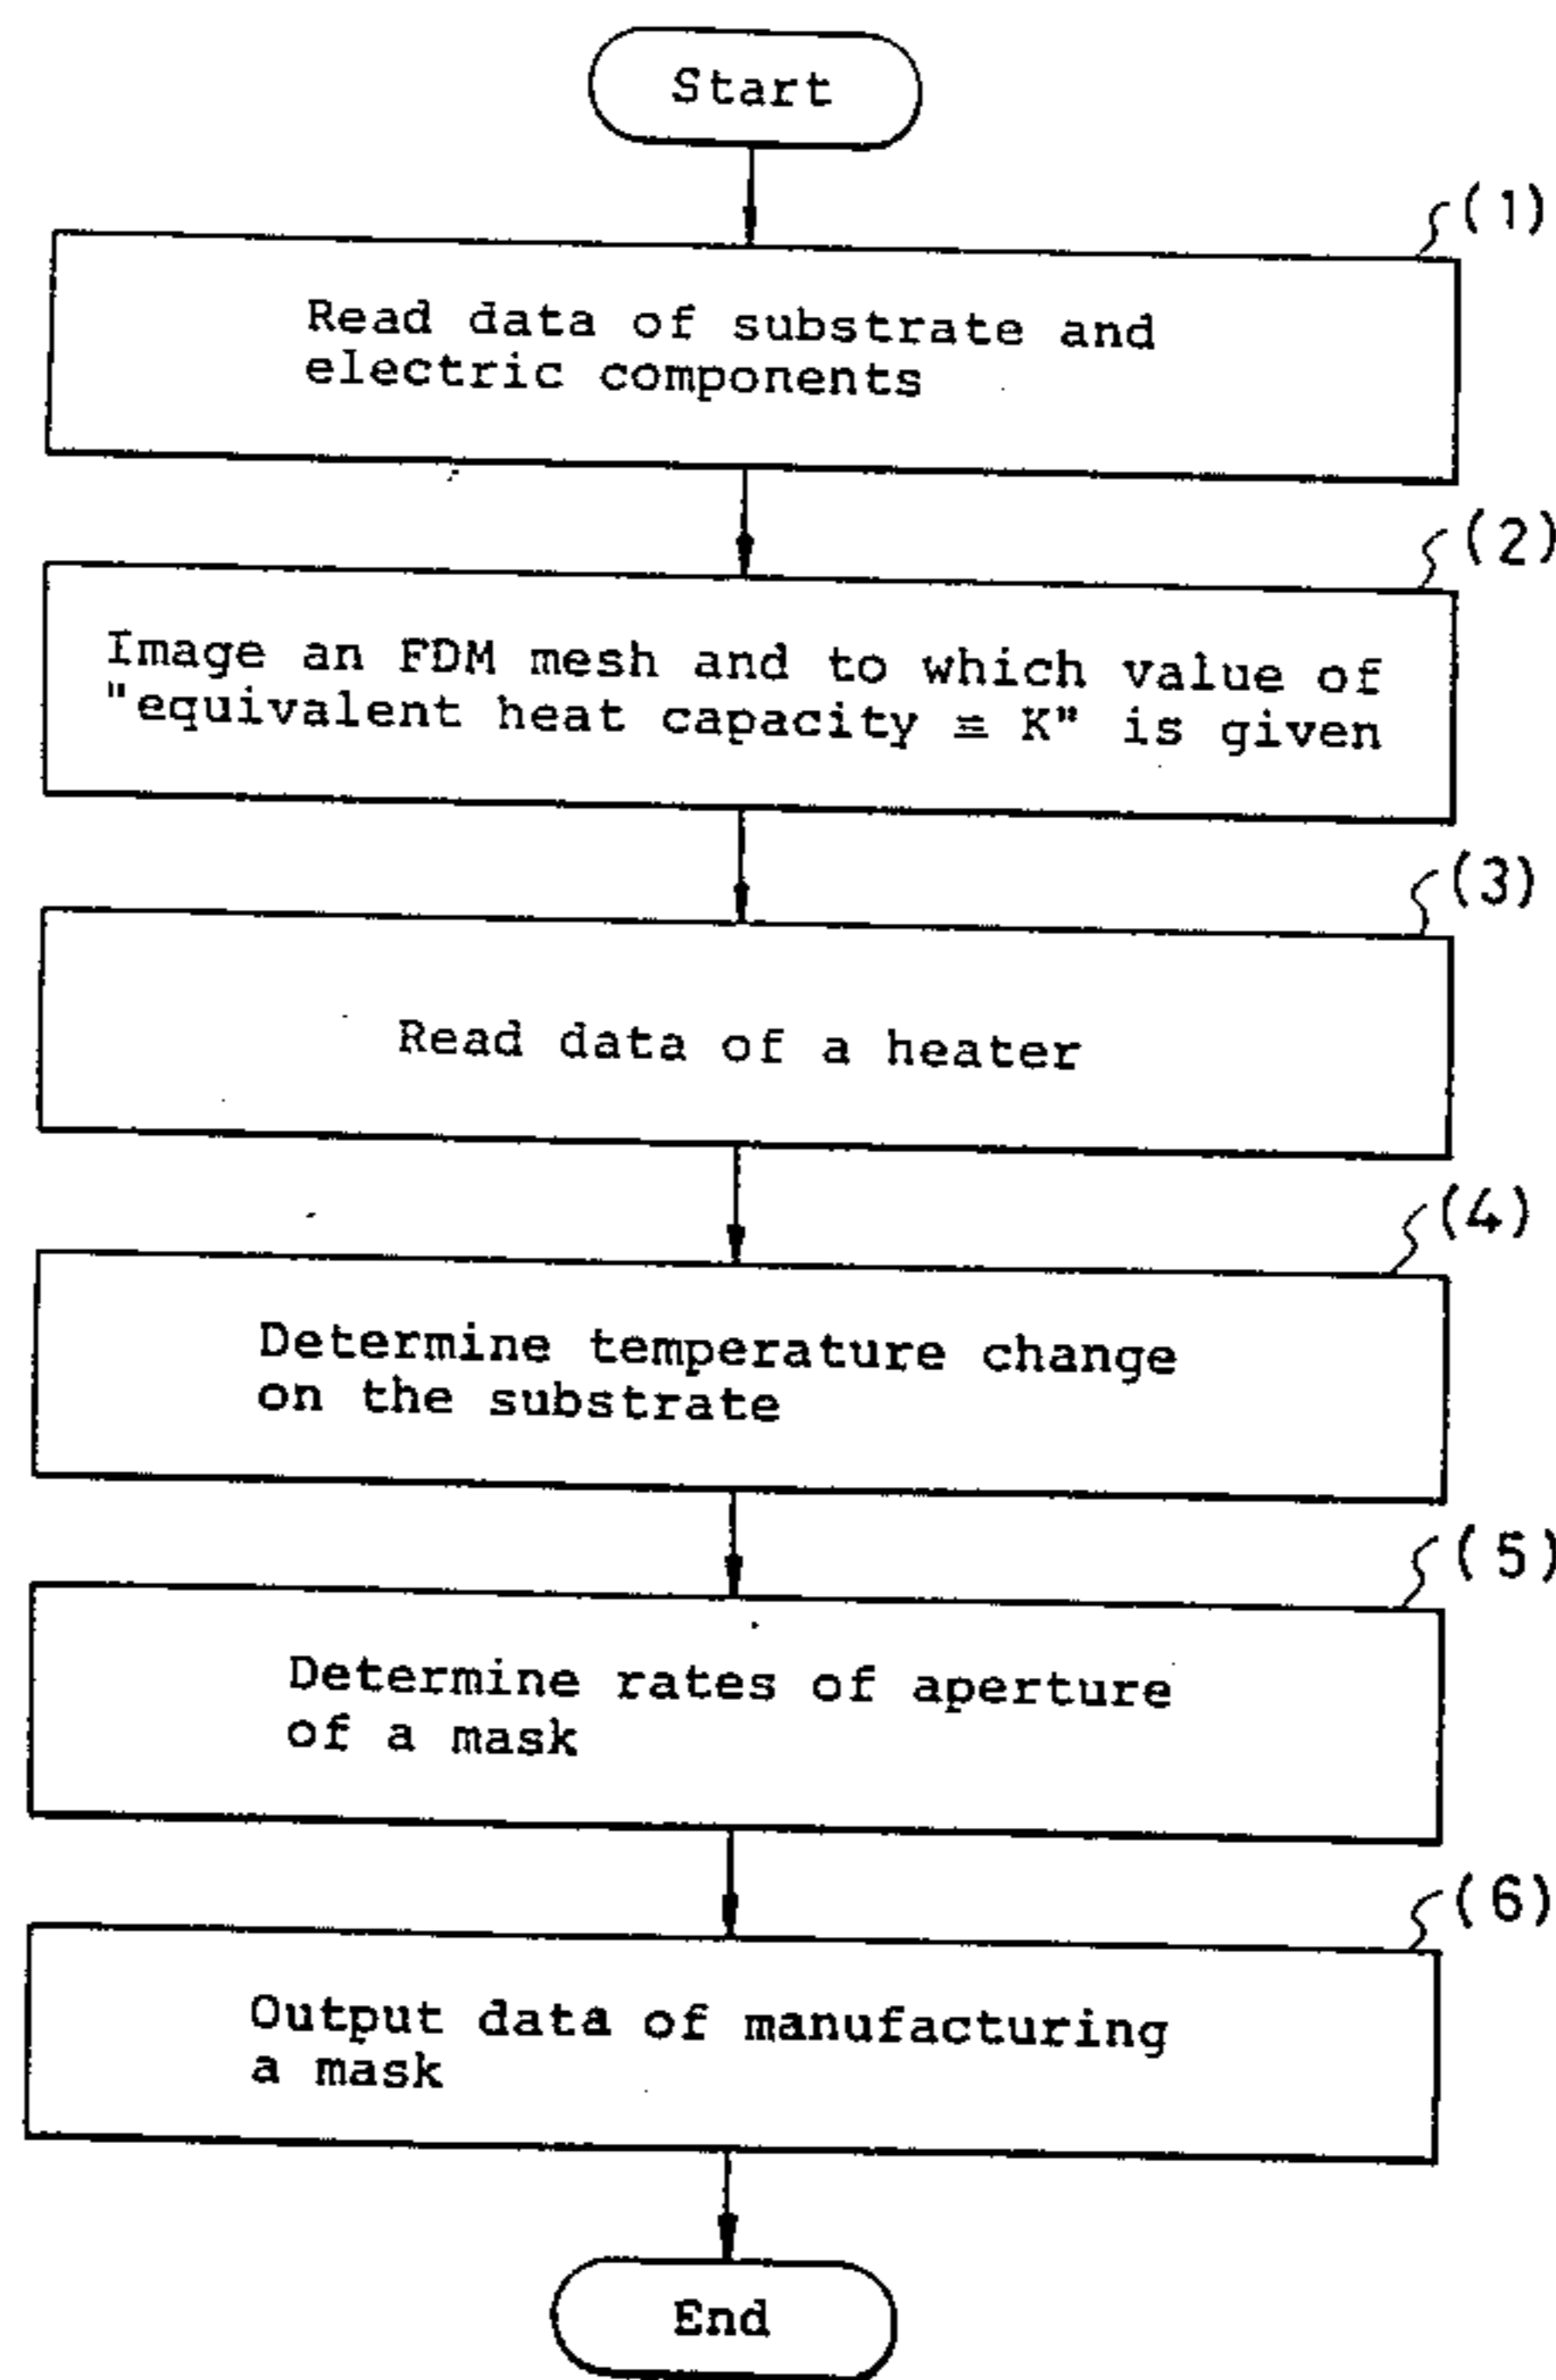 Start
(1)
Read data of substrate and
electric components
(2)
Image an FDM mesh and to which value of
"equivalent heat capacity ≡ K" is given
(3)
Read data of a heater
(4)
Determine temperature change
on the substrate
(5)
Determine rates of aperture
of a mask
(6)
Output data of manufacturing
a mask
End